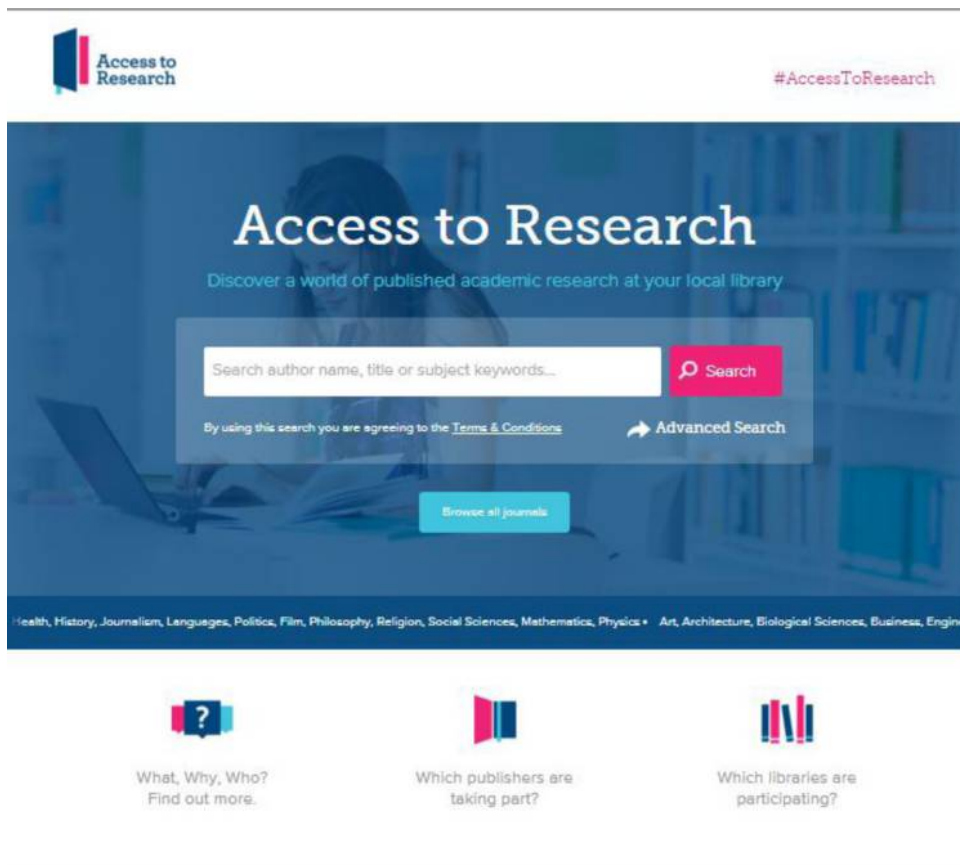 Access to
Research
#AccessToResearch
Access to Research
Discover a world of published academic research at your local library
Search author name, title or subject keywords...
Search
By using this search you are agreeing to the Terms & Conditions
Advanced Search
Browse all journals
Health, History, Journalism, Languages, Politics, Film, Philosophy, Religion, Social Sciences, Mathematics, Physics • Art, Architecture, Biological Sciences, Business, Engin
?
What, Why, Who?
Find out more.
Which publishers are
taking part?
Which libraries are
participating?